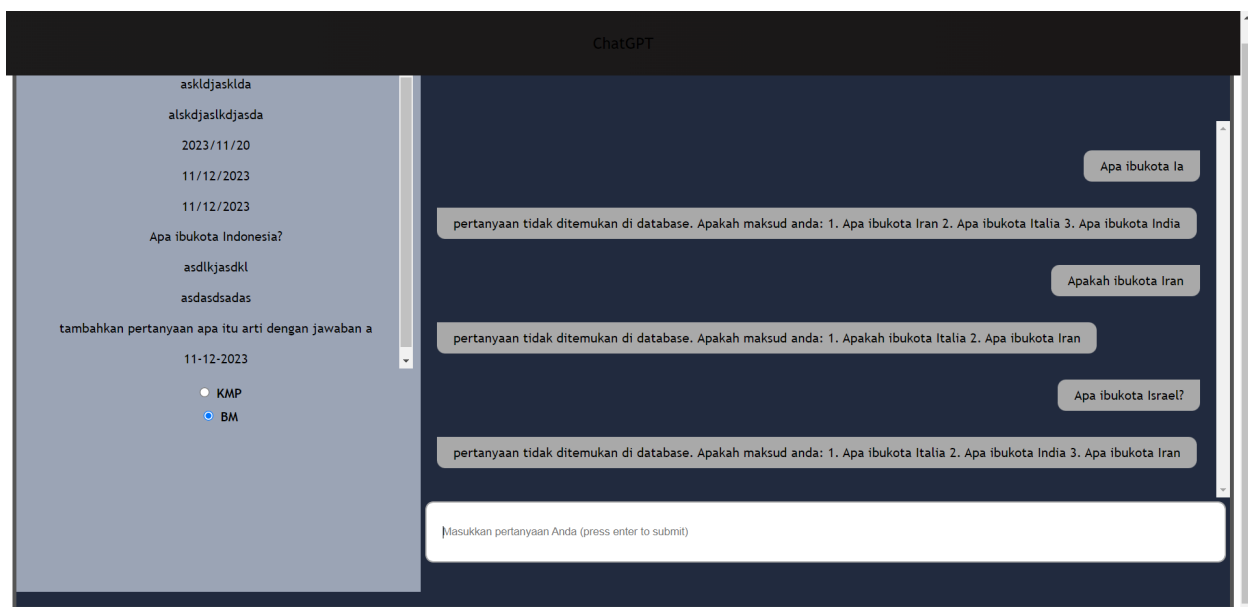 ChatGPT
askldjasklda
alskdjaslkdjasda
2023/11/20
11/12/2023
11/12/2023
Apa ibukota Indonesia?
asdlkjasdkl
asdasdsadas
tambahkan pertanyaan apa itu arti dengan jawaban a
11-12-2023
KMP
BM
Apa ibukota Ia
pertanyaan tidak ditemukan di database. Apakah maksud anda: 1. Apa ibukota Iran 2. Apa ibukota Italia 3. Apa ibukota India
Apakah ibukota Iran
pertanyaan tidak ditemukan di database. Apakah maksud anda: 1. Apakah ibukota Italia 2. Apa ibukota Iran
Apa ibukota Israel?
pertanyaan tidak ditemukan di database. Apakah maksud anda: 1. Apa ibukota Italia 2. Apa ibukota India 3. Apa ibukota Iran
Masukkan pertanyaan Anda (press enter to submit)